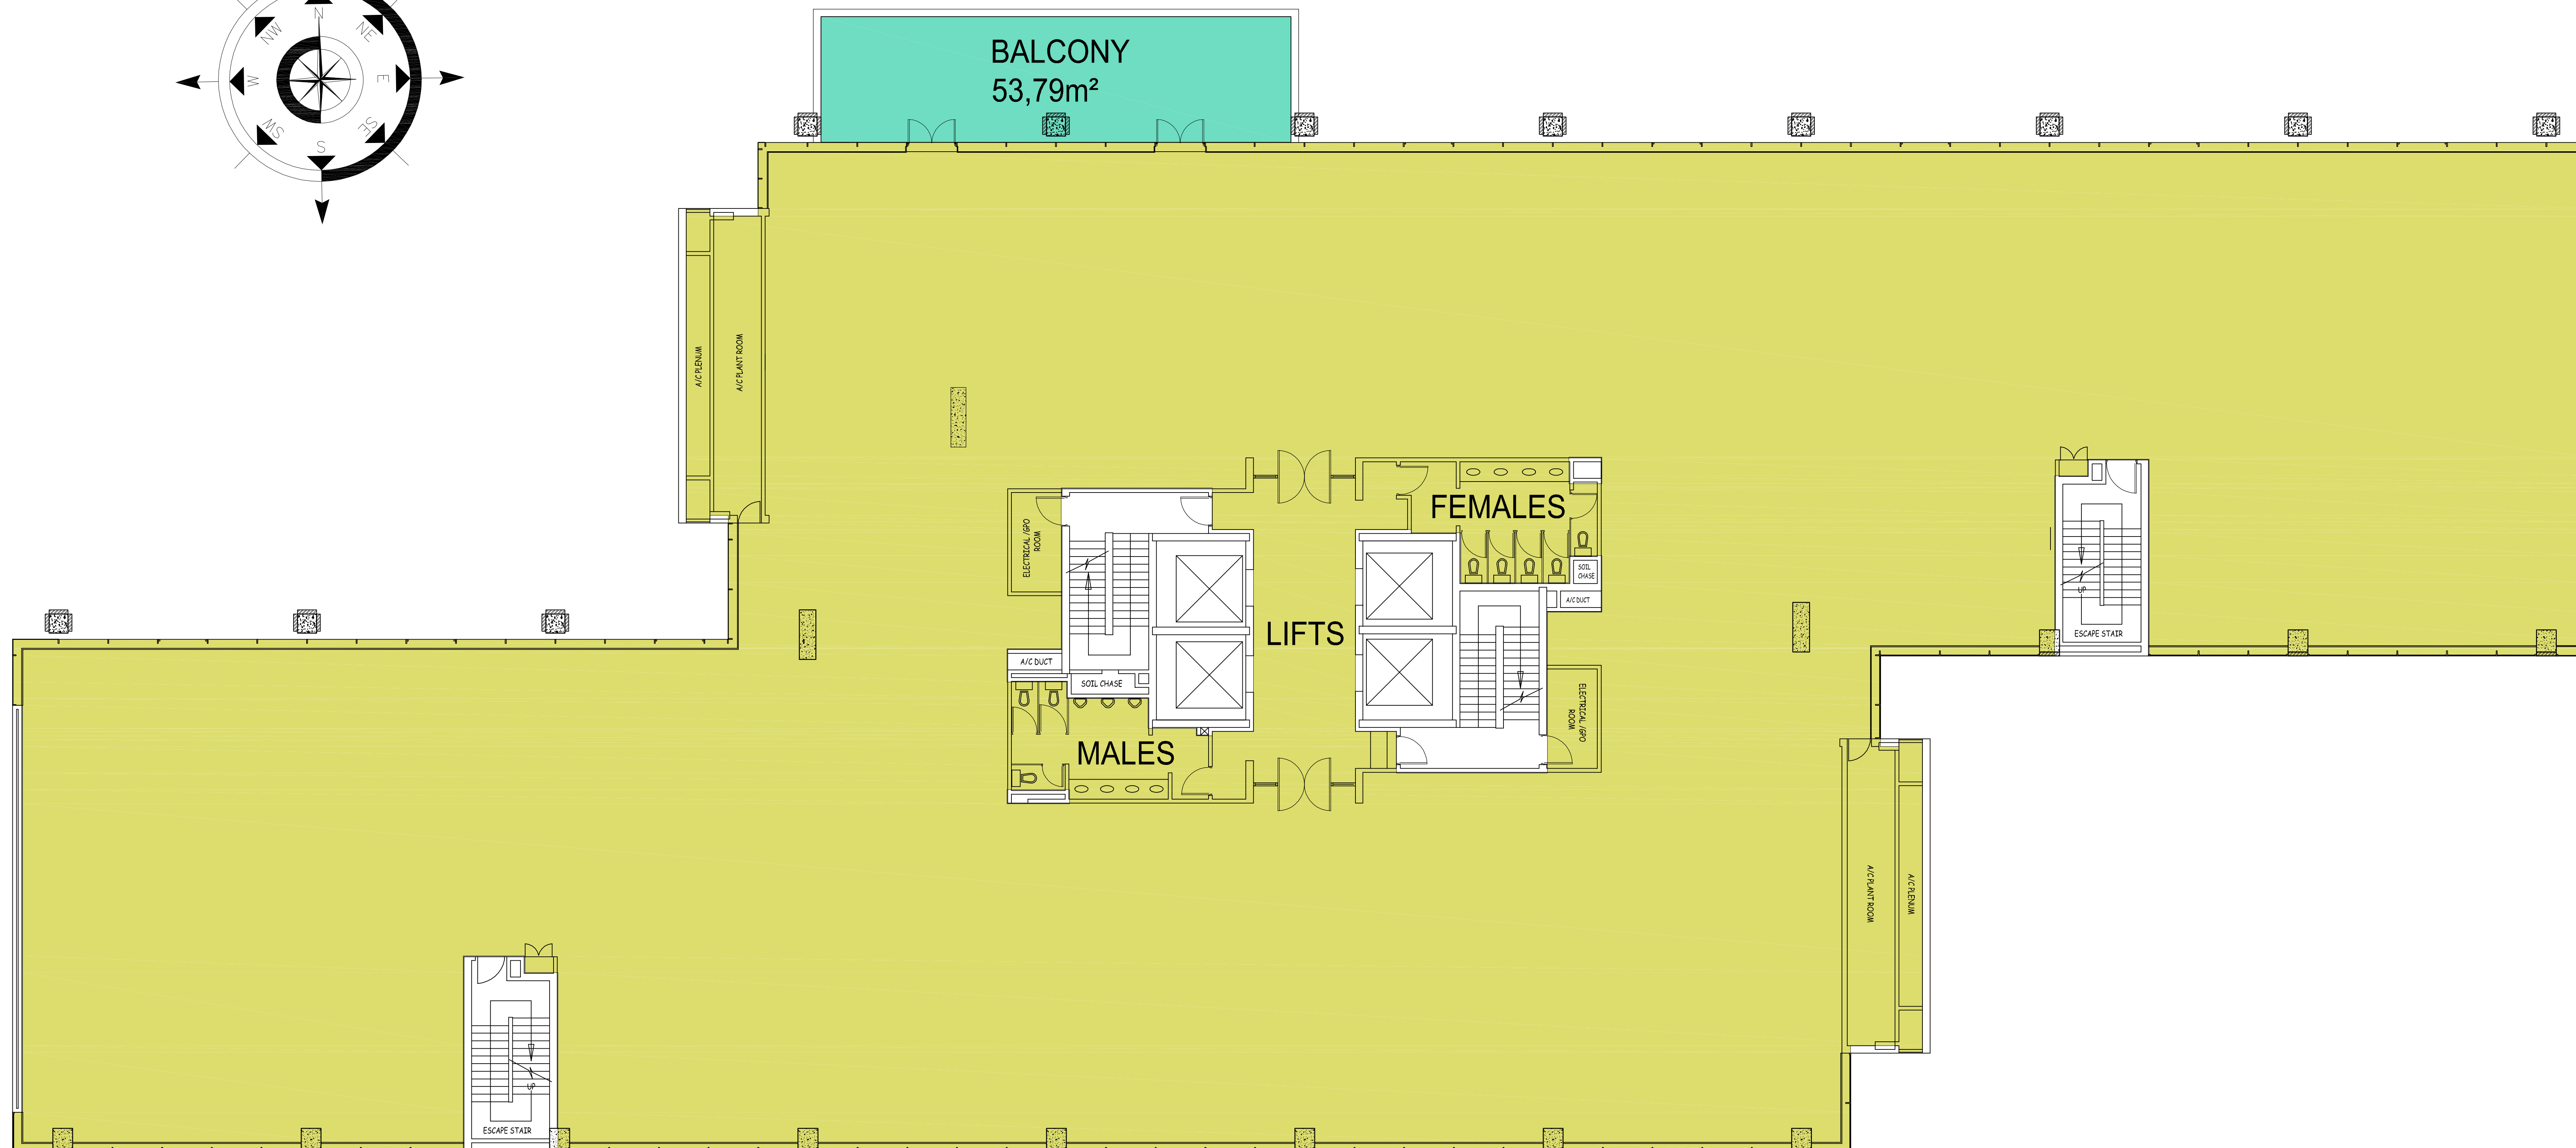 N
NW
NE
W
E
SW
SE
S
BALCONY
53,79m²
A/C PLENUM
A/C PLANT ROOM
ELECTRICAL /GPO
ROOM
FEMALES
SOIL
CHASE
A/C DUCT
LIFTS
A/C DUCT
SOIL CHASE
MALES
ELECTRICAL /GPO
ROOM
UP
ESCAPE STAIR
A/C PLANT ROOM
A/C PLENUM
UP
ESCAPE STAIR